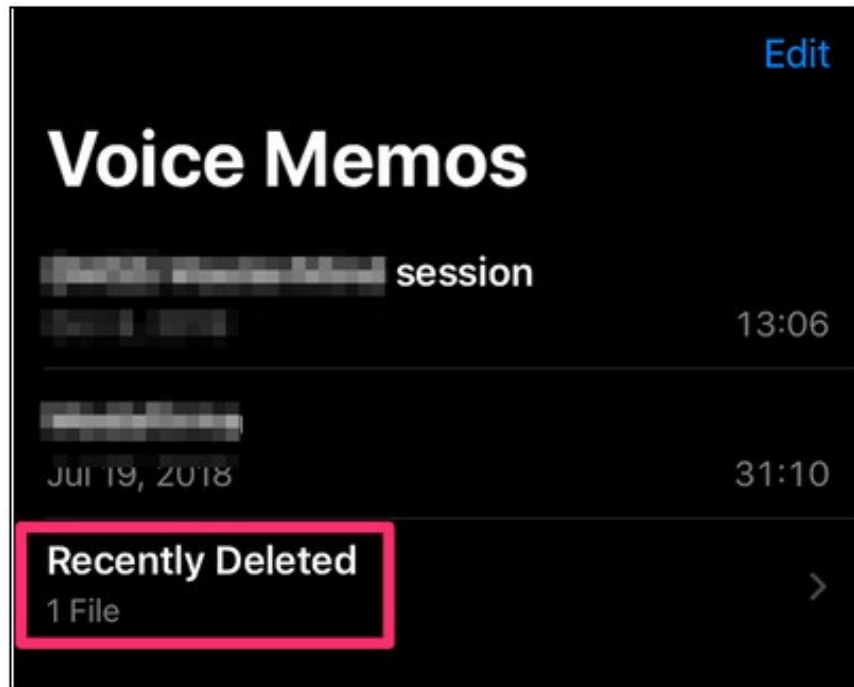 Edit
Voice Memos
session
13:06
Jul 19, 2018
31:10
Recently Deleted
1 File